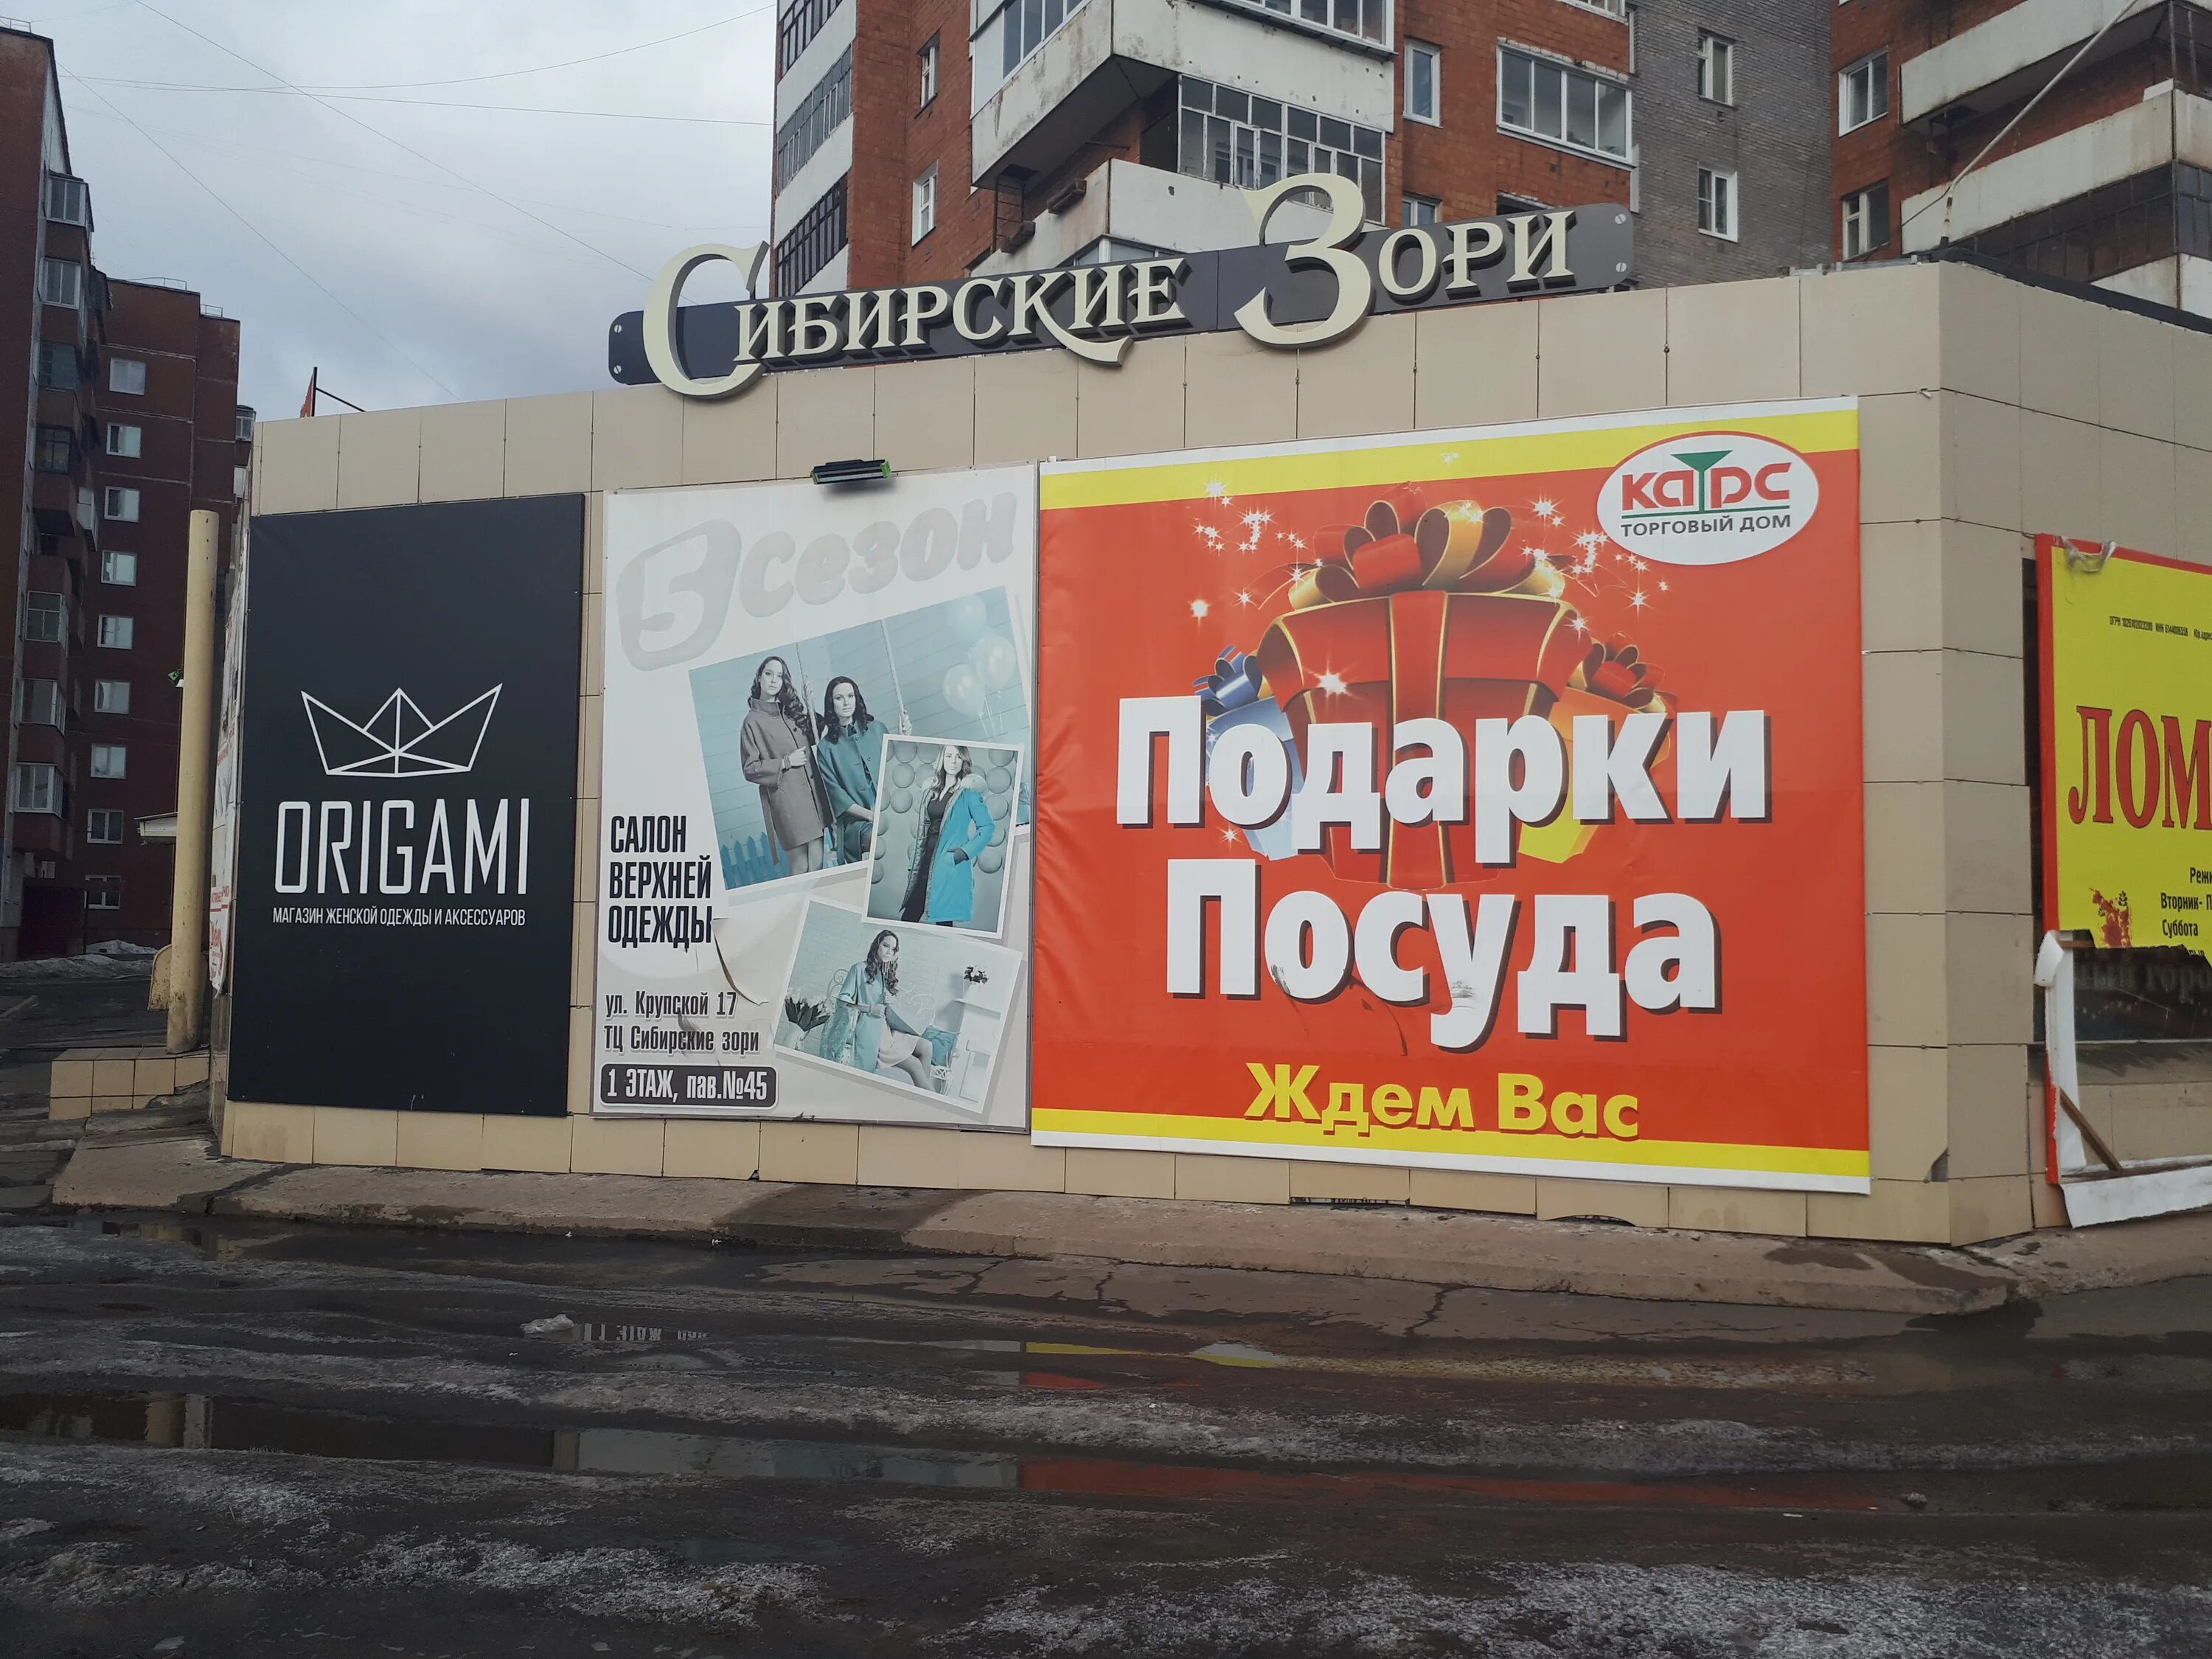 Сибирские Зори
ORIGAMI
МАГАЗИН ЖЕНСКОЙ ОДЕЖДЫ И АКСЕССУАРОВ
5 сезон
САЛОН
ВЕРХНЕЙ
ОДЕЖДЫ
ул. Крупской 17
ТЦ Сибирские зори
1 ЭТАЖ, пав.№45
КАРС
ТОРГОВЫЙ ДОМ
Подарки
Посуда
Ждем Вас
ЛОМ
Вторник- П
Суббота